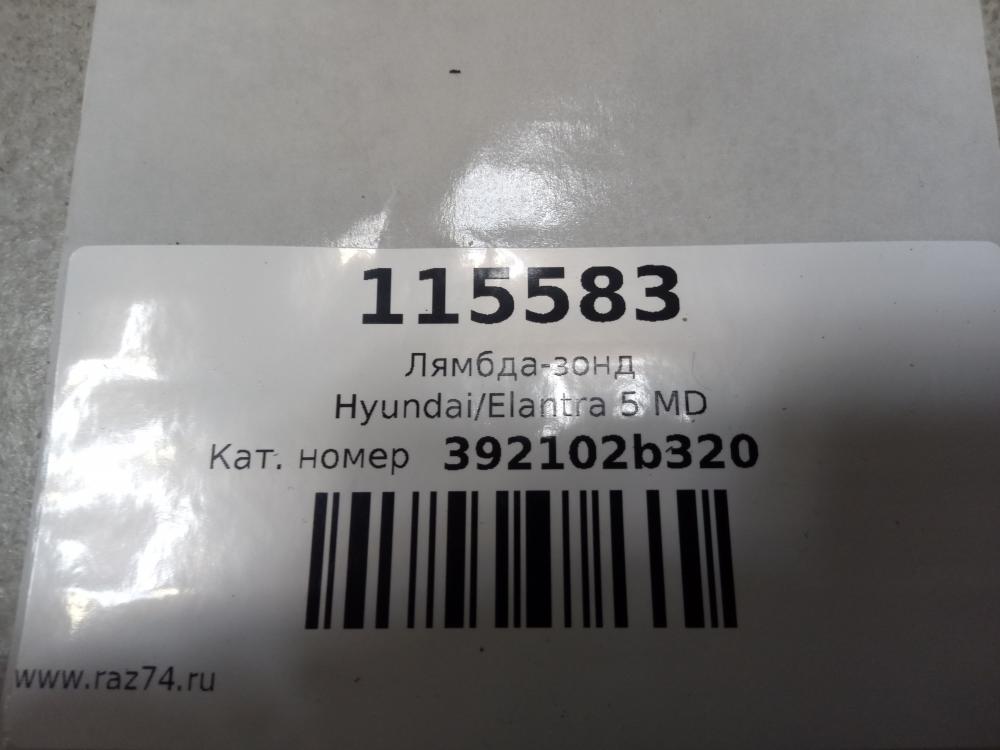 115583
Лямбда-зонд
Hyundai/Elantra 5 MD
Кат. номер 392102b320
www.raz74.ru